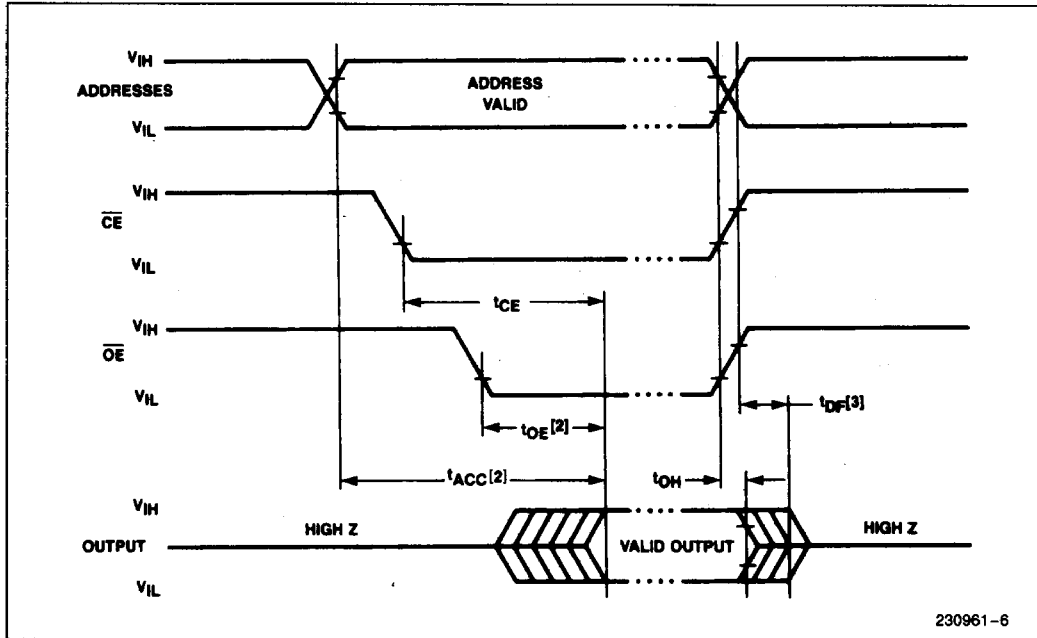 VIH
ADDRESSES
VIL
ADDRESS
VALID
VIH
CE
VIL
tCE
VIH
OE
VIL
tOE[2]
tDF[3]
tACC[2]
tOH
VIH
OUTPUT
VIL
HIGH Z
VALID OUTPUT
HIGH Z
230961-6